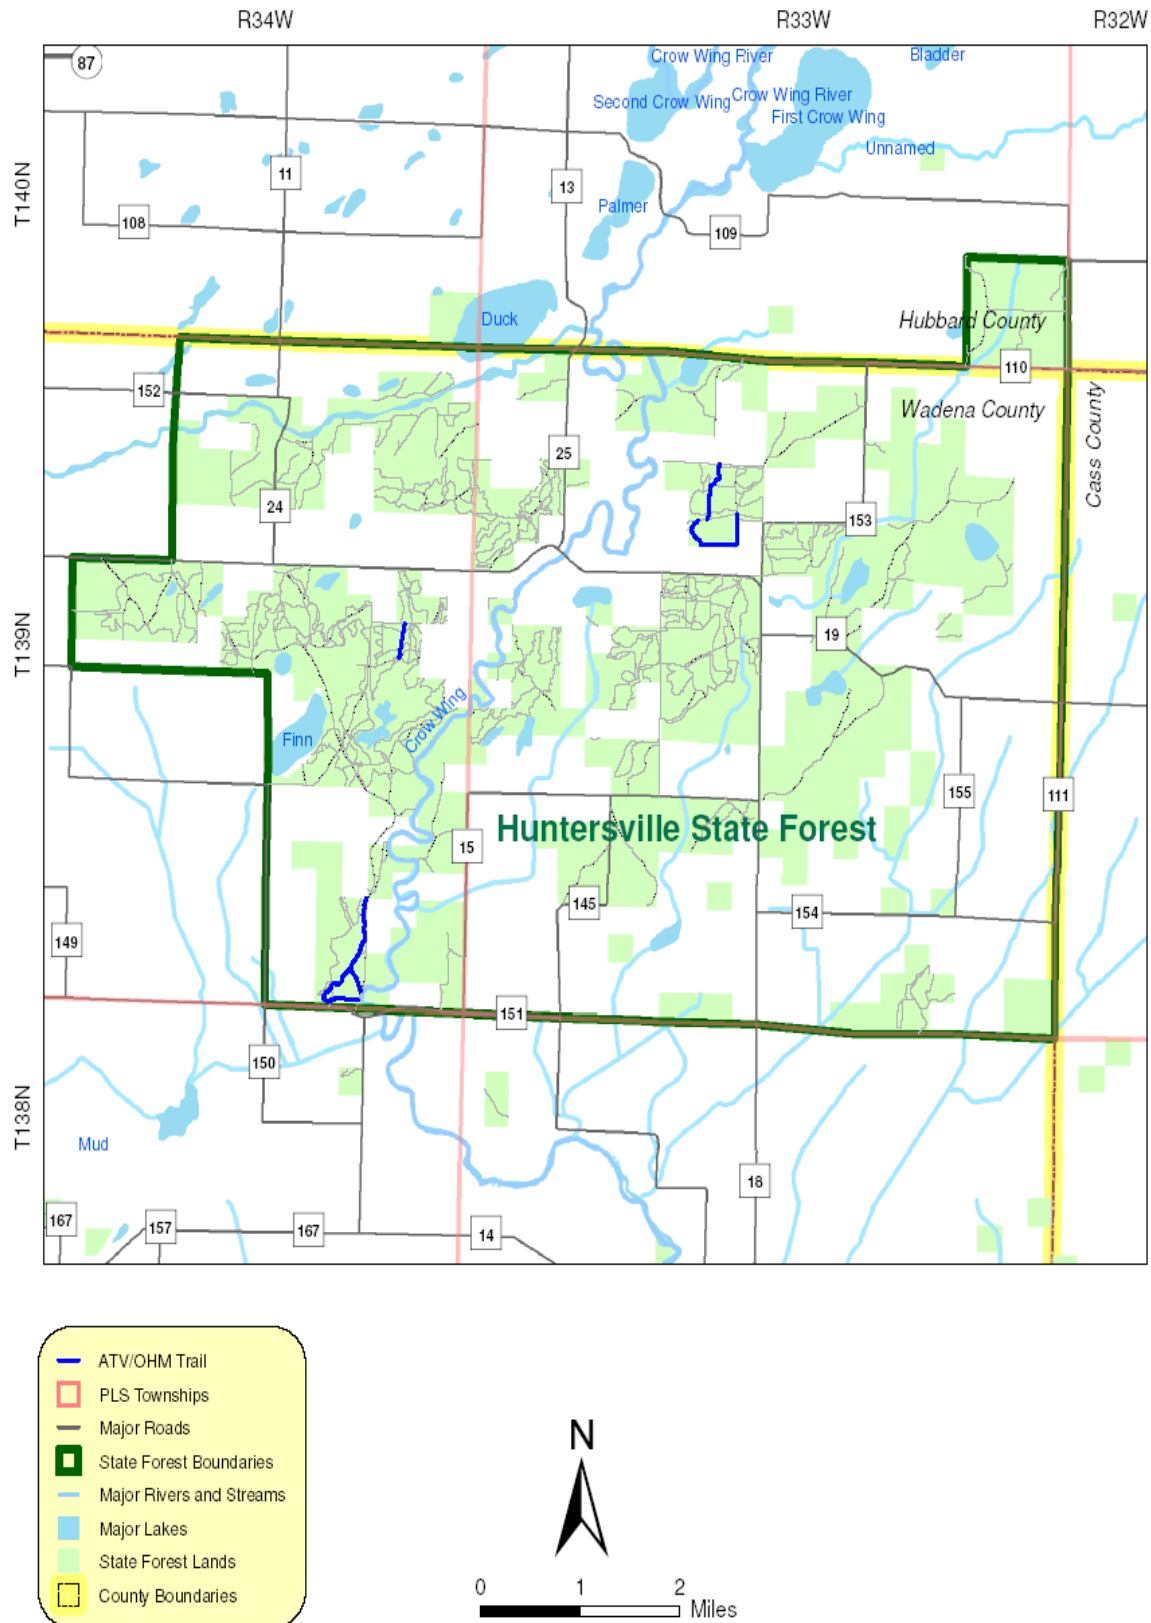 R34W
R33W
R32W
87
Crow Wing River
Bladder
Second Crow Wing
Crow Wing River
First Crow Wing
Unnamed
T140N
11
13
Palmer
108
109
Duck
Hubbard County
110
152
Wadena County
Cass County
25
24
153
T139N
19
Crow Wing
Finn
155
111
Huntersville State Forest
15
145
154
149
151
150
T138N
Mud
18
167
157
167
14
ATV/OHM Trail
PLS Townships
Major Roads
State Forest Boundaries
Major Rivers and Streams
Major Lakes
State Forest Lands
County Boundaries
N
0 1 2
Miles